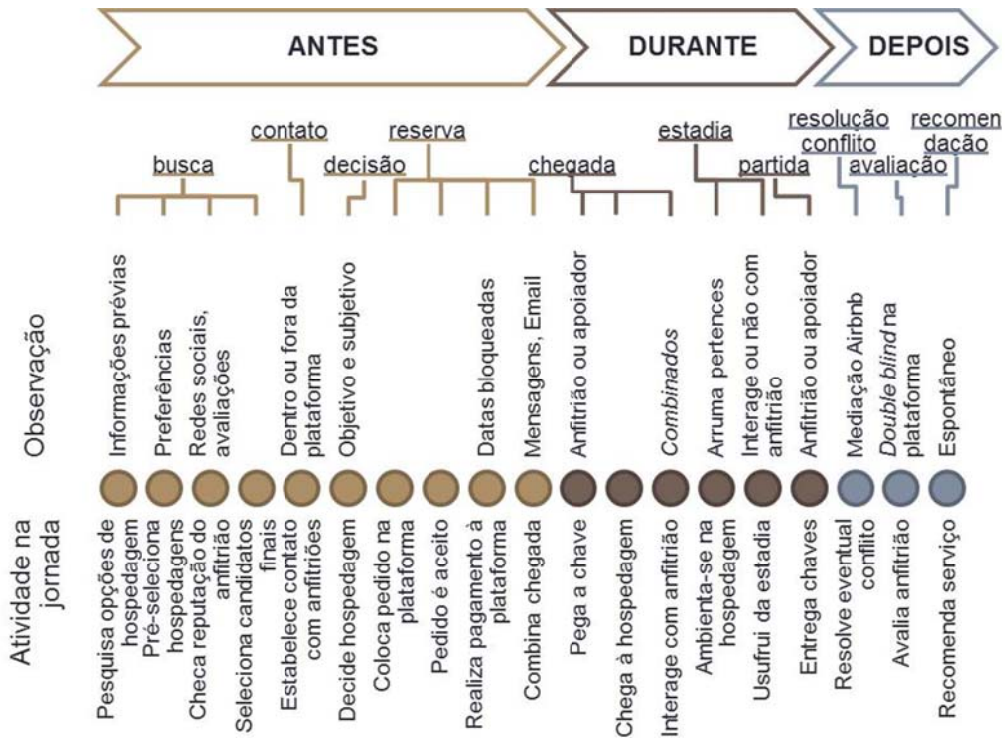 ANTES
DURANTE
DEPOIS
busca
contato
decisão
reserva
chegada
estadia
partida
resolução
conflito
avaliação
recomen
dação
Observação
Informações prévias
Preferências
Redes sociais,
avaliações
Dentro ou fora da
plataforma
Objetivo e subjetivo
Datas bloqueadas
Mensagens, Email
Anfitrião ou apoiador
Combinados
Arruma pertences
Interage ou não com
anfitrião
Anfitrião ou apoiador
Mediação Airbnb
Double blind na
plataforma
Espontáneo
Atividade na
jornada
Pesquisa opções de
hospedagem
Pré-seleciona
hospedagens
Checa reputação do
anfitrião
Seleciona candidatos
finais
Estabelece contato
com anfitriões
Decide hospedagem
Coloca pedido na
plataforma
Pedido é aceito
Realiza pagamento à
plataforma
Combina chegada
Pega a chave
Chega à hospedagem
Interage com anfitrião
Ambienta-se na
hospedagem
Usufrui da estadia
Entrega chaves
Resolve eventual
conflito
Avalia anfitrião
Recomenda serviço